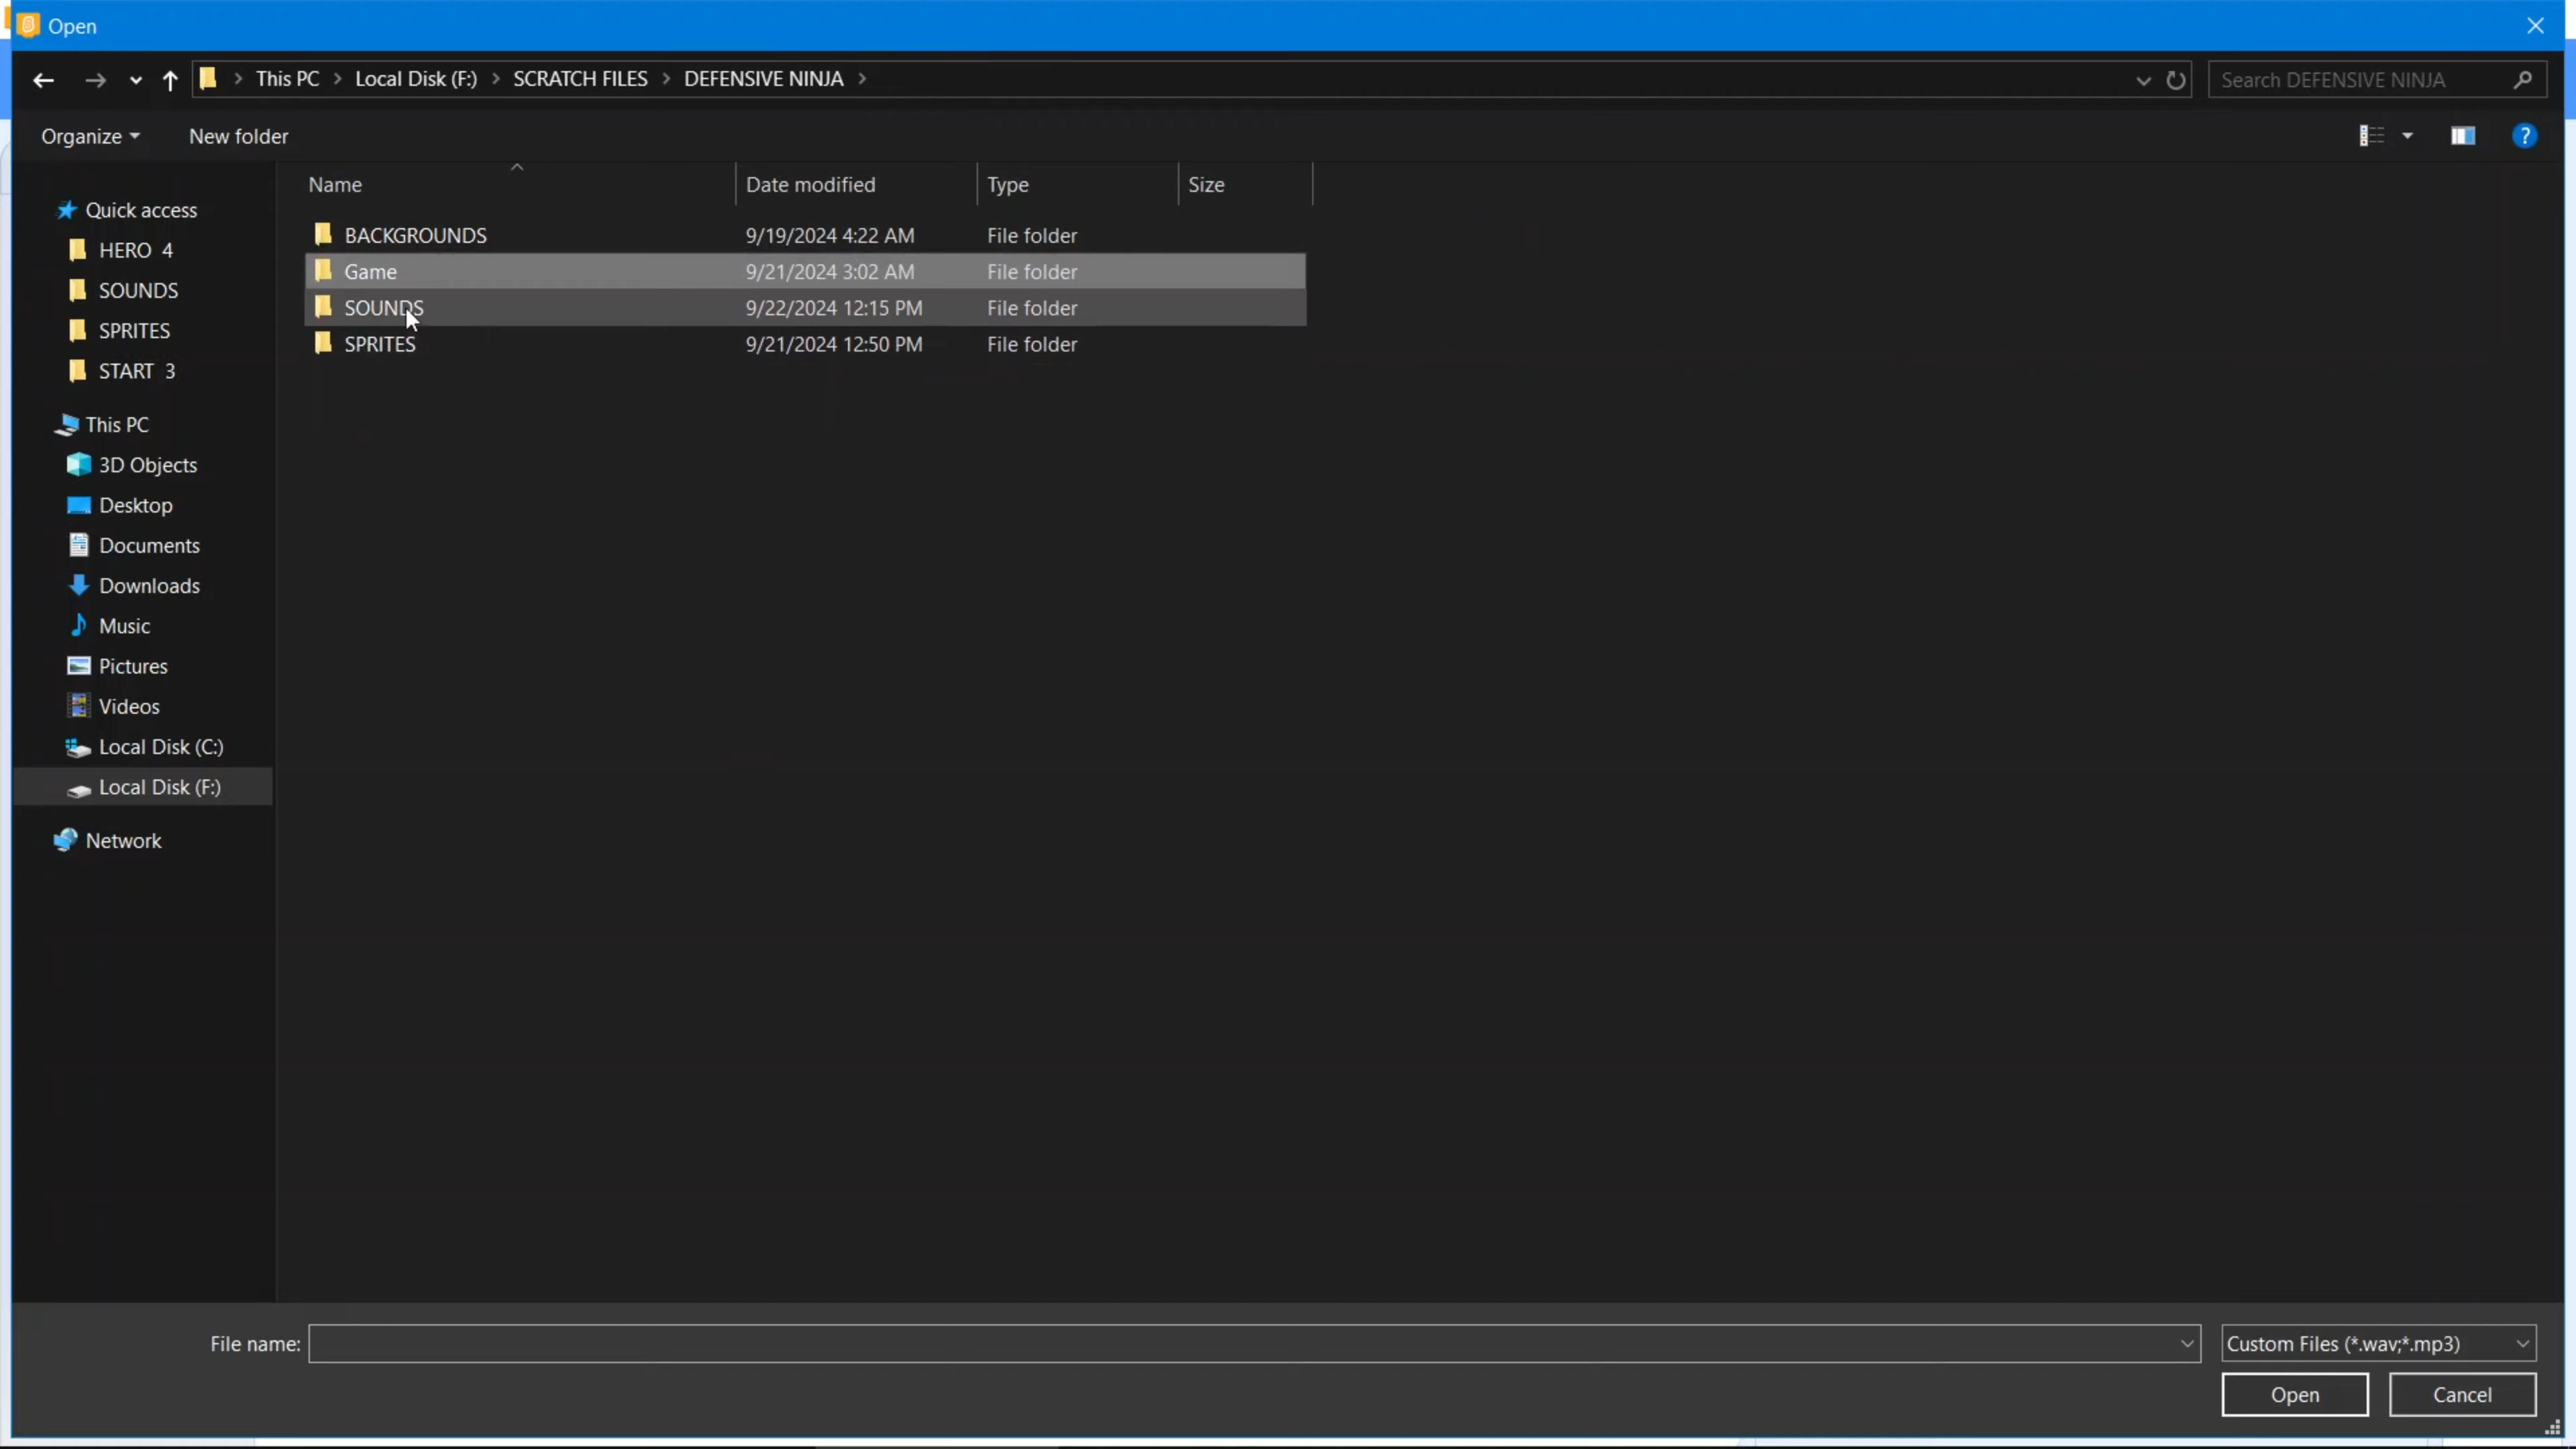 Open
This PC > Local Disk (F:) > SCRATCH FILES > DEFENSIVE NINJA >
Search DEFENSIVE NINJA
Organize
New folder
?
Name
Date modified
Type
Size
BACKGROUNDS 9/19/2024 4:22 AM File folder
Game 9/21/2024 3:02 AM File folder
SOUNDS 9/22/2024 12:15 PM File folder
SPRITES 9/21/2024 12:50 PM File folder
Quick access
HERO 4
SOUNDS
SPRITES
START 3
This PC
3D Objects
Desktop
Documents
Downloads
Music
Pictures
Videos
Local Disk (C:)
Local Disk (F:)
Network
File name:
Custom Files (*.wav;*.mp3)
Open
Cancel